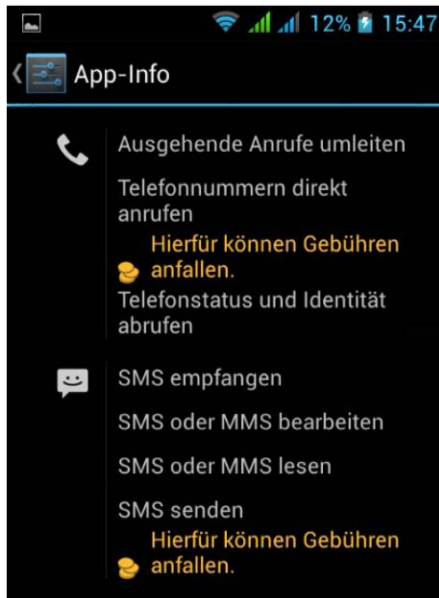 12% 15:47
App-Info
Ausgehende Anrufe umleiten
Telefonnummern direkt
anrufen
Hierfür können Gebühren
anfallen.
Telefonstatus und Identität
abrufen
SMS empfangen
SMS oder MMS bearbeiten
SMS oder MMS lesen
SMS senden
Hierfür können Gebühren
anfallen.